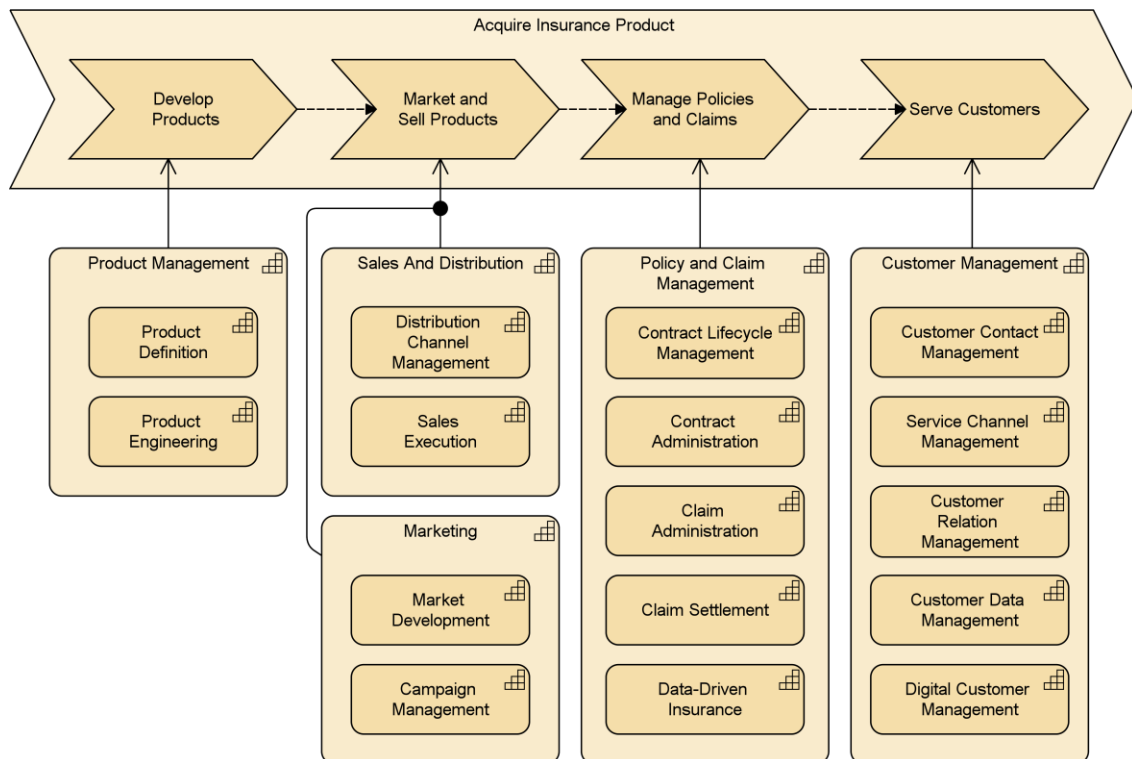 Acquire Insurance Product
Develop
Products
Market and
Sell Products
Manage Policies
and Claims
Serve Customers
Product Management
Product
Definition
Product
Engineering
Sales And Distribution
Distribution
Channel
Management
Sales
Execution
Marketing
Market
Development
Campaign
Management
Policy and Claim
Management
Contract Lifecycle
Management
Contract
Administration
Claim
Administration
Claim Settlement
Data-Driven
Insurance
Customer Management
Customer Contact
Management
Service Channel
Management
Customer
Relation
Management
Customer Data
Management
Digital Customer
Management